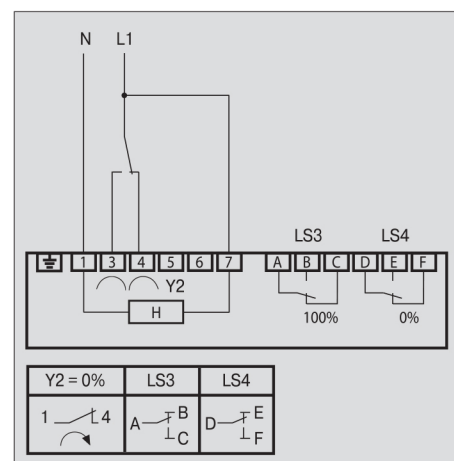 N L1
LS3 LS4
1 3 4 5 6 7 A B C D E F
Y2
H
100% 0%
Y2 = 0% LS3 LS4
1 4 A B C D E F